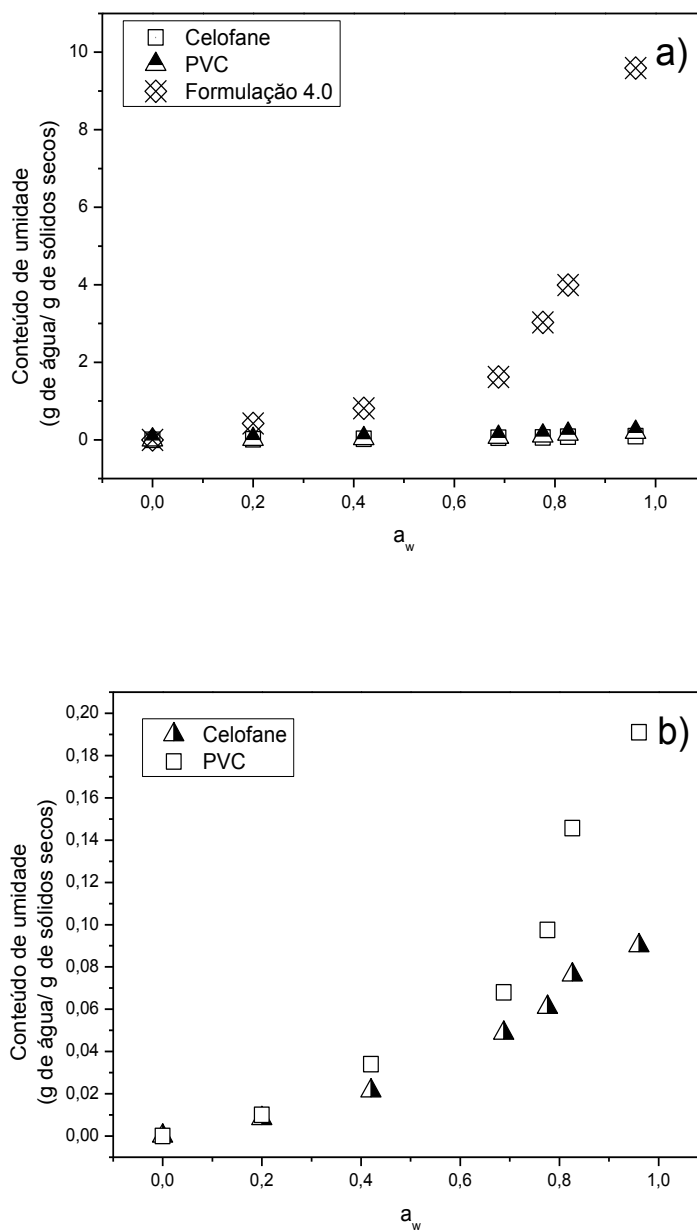 a)
Celofane
PVC
Formulação 4.0
Conteúdo de umidade
(g de água/ g de sólidos secos)
10
8
6
4
2
0
0,0 0,2 0,4 0,6 0,8 1,0
a_w
b)
Celofane
PVC
Conteúdo de umidade
(g de água/ g de sólidos secos)
0,20
0,18
0,16
0,14
0,12
0,10
0,08
0,06
0,04
0,02
0,00
0,0 0,2 0,4 0,6 0,8 1,0
a_w